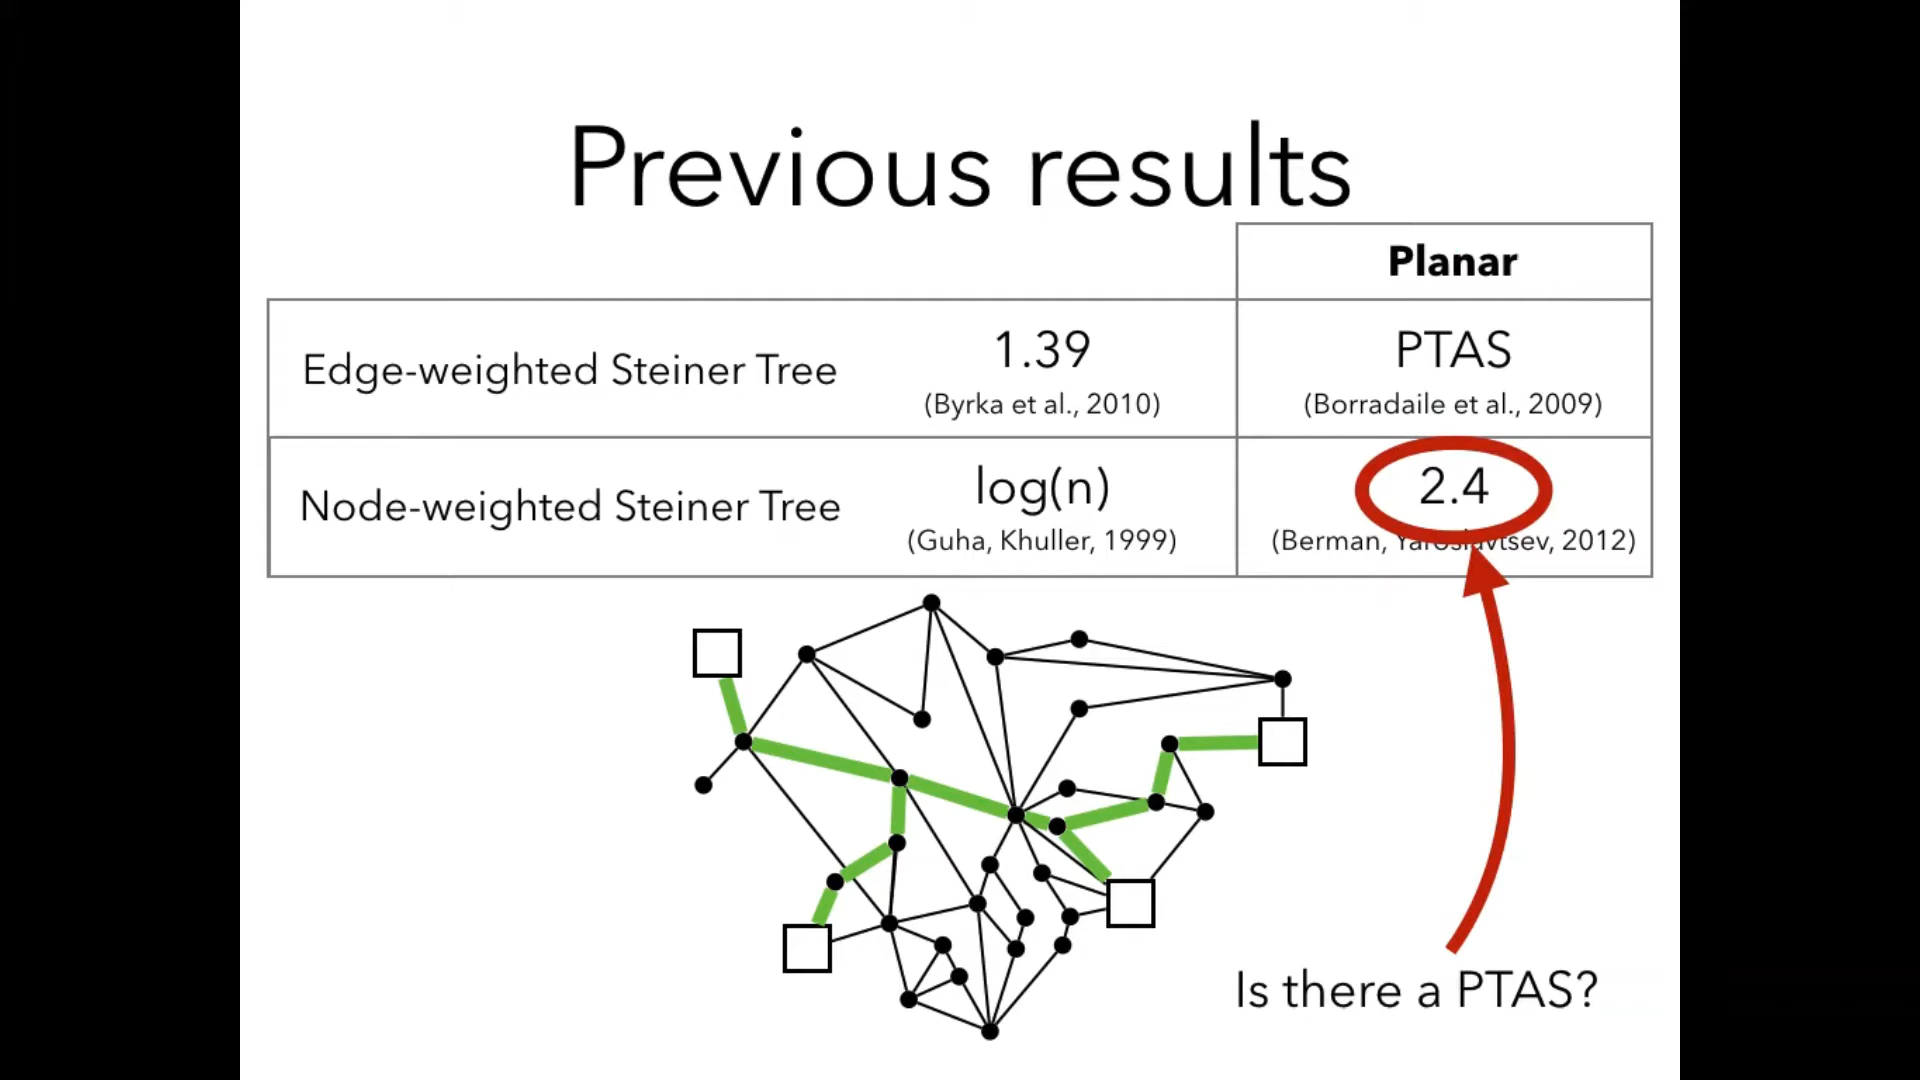 Previous results
Planar
Edge-weighted Steiner Tree
1.39
(Byrka et al., 2010)
PTAS
(Borradaile et al., 2009)
Node-weighted Steiner Tree
log(n)
(Guha, Khuller, 1999)
2.4
(Berman, Yaroslavtsev, 2012)
Is there a PTAS?